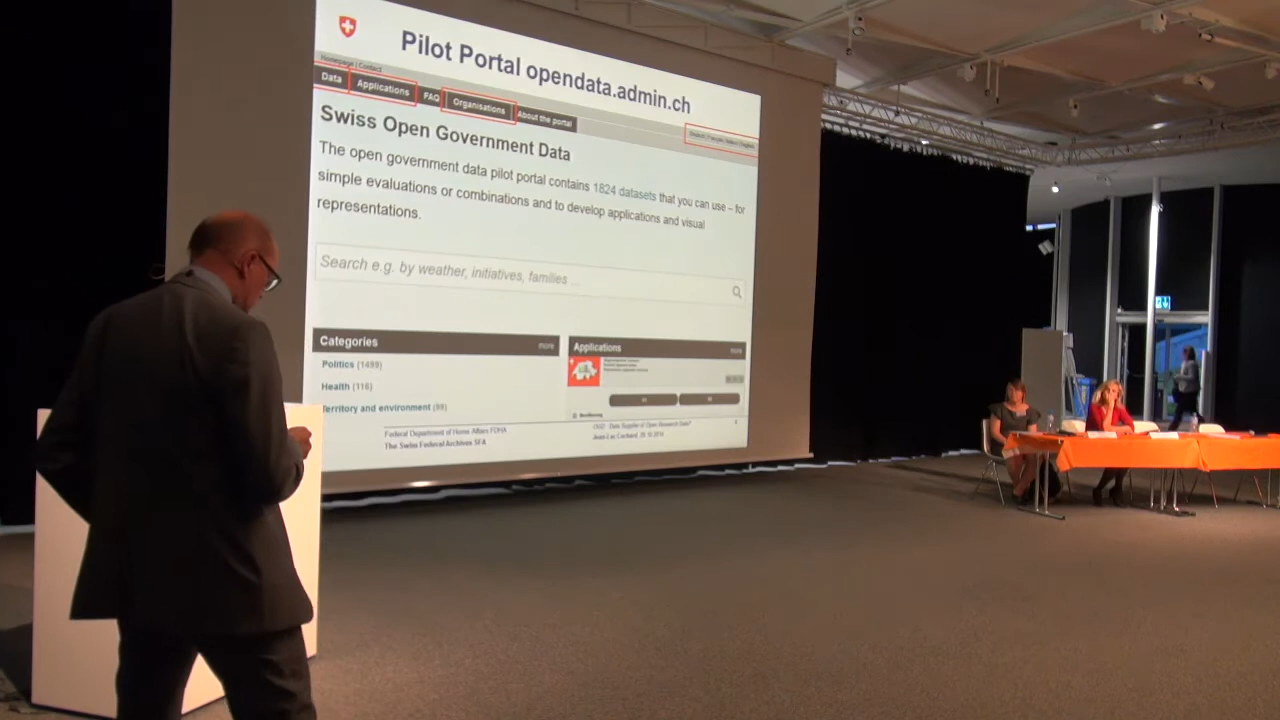 Pilot Portal opendata.admin.ch
Homepage | Contact
Data
Applications
FAQ
Organisations
About the portal
Swiss Open Government Data
The open government data pilot portal contains 1824 datasets that you can use – for
simple evaluations or combinations and to develop applications and visual
representations.
Search e.g. by weather, initiatives, families ...
Categories more
Politics (1499)
Health (116)
Territory and environment (99)
Applications more
Federal Department of Home Affairs FDHA
The Swiss Federal Archives SFA